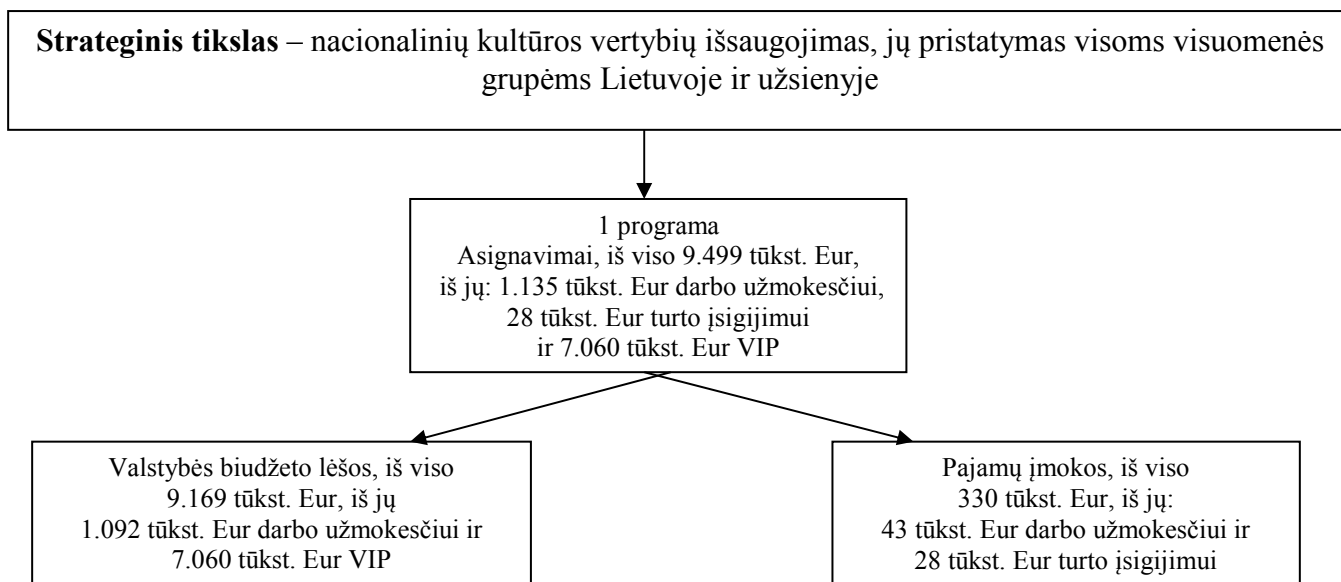 Strateginis tikslas – nacionalinių kultūros vertybių išsaugojimas, jų pristatymas visoms visuomenės
grupėms Lietuvoje ir užsienyje
1 programa
Asignavimai, iš viso 9.499 tūkst. Eur,
iš jų: 1.135 tūkst. Eur darbo užmokesčiui,
28 tūkst. Eur turto įsigijimui
ir 7.060 tūkst. Eur VIP
Valstybės biudžeto lėšos, iš viso
9.169 tūkst. Eur, iš jų
1.092 tūkst. Eur darbo užmokesčiui ir
7.060 tūkst. Eur VIP
Pajamų įmokos, iš viso
330 tūkst. Eur, iš jų:
43 tūkst. Eur darbo užmokesčiui ir
28 tūkst. Eur turto įsigijimui